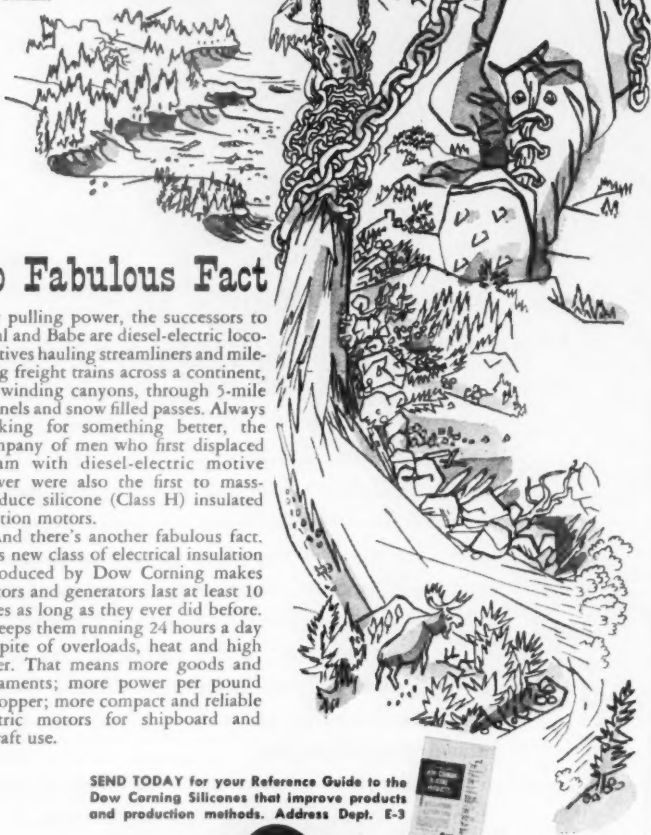 o Fabulous Fact
pulling power, the successors to
l and Babe are diesel-electric loco-
tives hauling streamliners and mile-
g freight trains across a continent,
winding canyons, through 5-mile
nels and snow filled passes. Always
king for something better, the
mpany of men who first displaced
am with diesel-electric motive
ver were also the first to mass-
duce silicone (Class H) insulated
tion motors.
nd there's another fabulous fact.
s new class of electrical insulation
oduced by Dow Corning makes
tors and generators last at least 10
es as long as they ever did before.
eeps them running 24 hours a day
pite of overloads, heat and high
er. That means more goods and
aments; more power per pound
opper; more compact and reliable
tric motors for shipboard and
raft use.
SEND TODAY for your Reference Guide to the
Dow Corning Silicones that improve products
and production methods. Address Dept. E-3